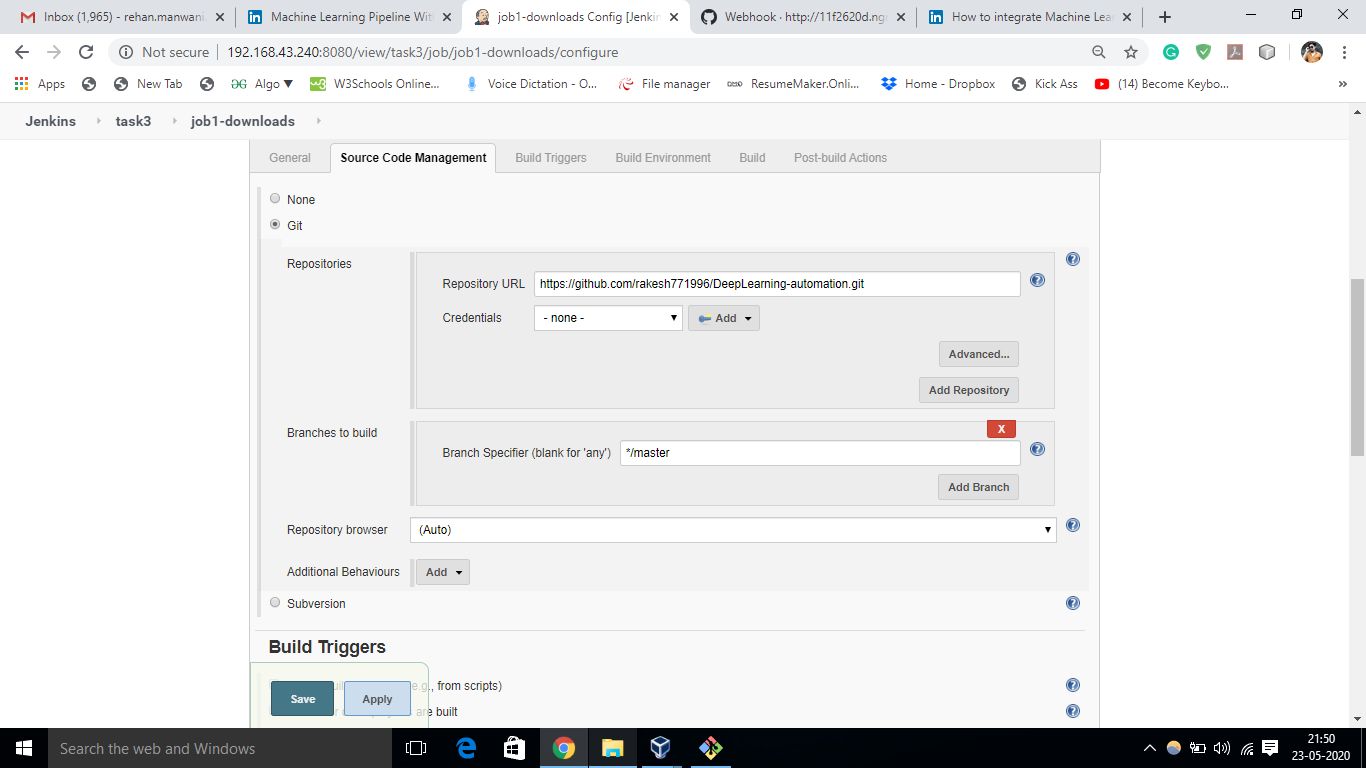 Inbox (1,965) - rehan.manwani.
Machine Learning Pipeline Wit
job1-downloads Config [Jenkin
Webhook · http://11f2620d.ng
How to integrate Machine Lea
Not secure 192.168.43.240:8080/view/task3/job/job1-downloads/configure
Apps New Tab Algo W3Schools Online... Voice Dictation - O... File manager ResumeMaker.Onli... Home - Dropbox Kick Ass (14) Become Keybo... »
Jenkins task3 job1-downloads
General Source Code Management Build Triggers Build Environment Build Post-build Actions
None
Git
Repositories
Repository URL https://github.com/rakesh771996/DeepLearning-automation.git
Credentials - none - Add
Advanced...
Add Repository
Branches to build
X
Branch Specifier (blank for 'any') */master
Add Branch
Repository browser (Auto)
Additional Behaviours Add
Subversion
Build Triggers
Save Apply e.g., from scripts)
are built
Search the web and Windows
21:50
23-05-2020